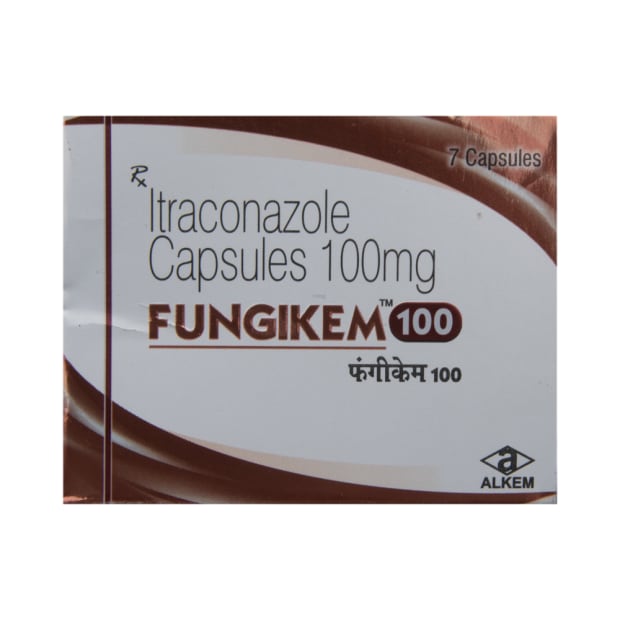 7 Capsules
Rx
Itraconazole
Capsules 100mg
FUNGIKEM™ 100
फंगीकेम 100
a
ALKEM